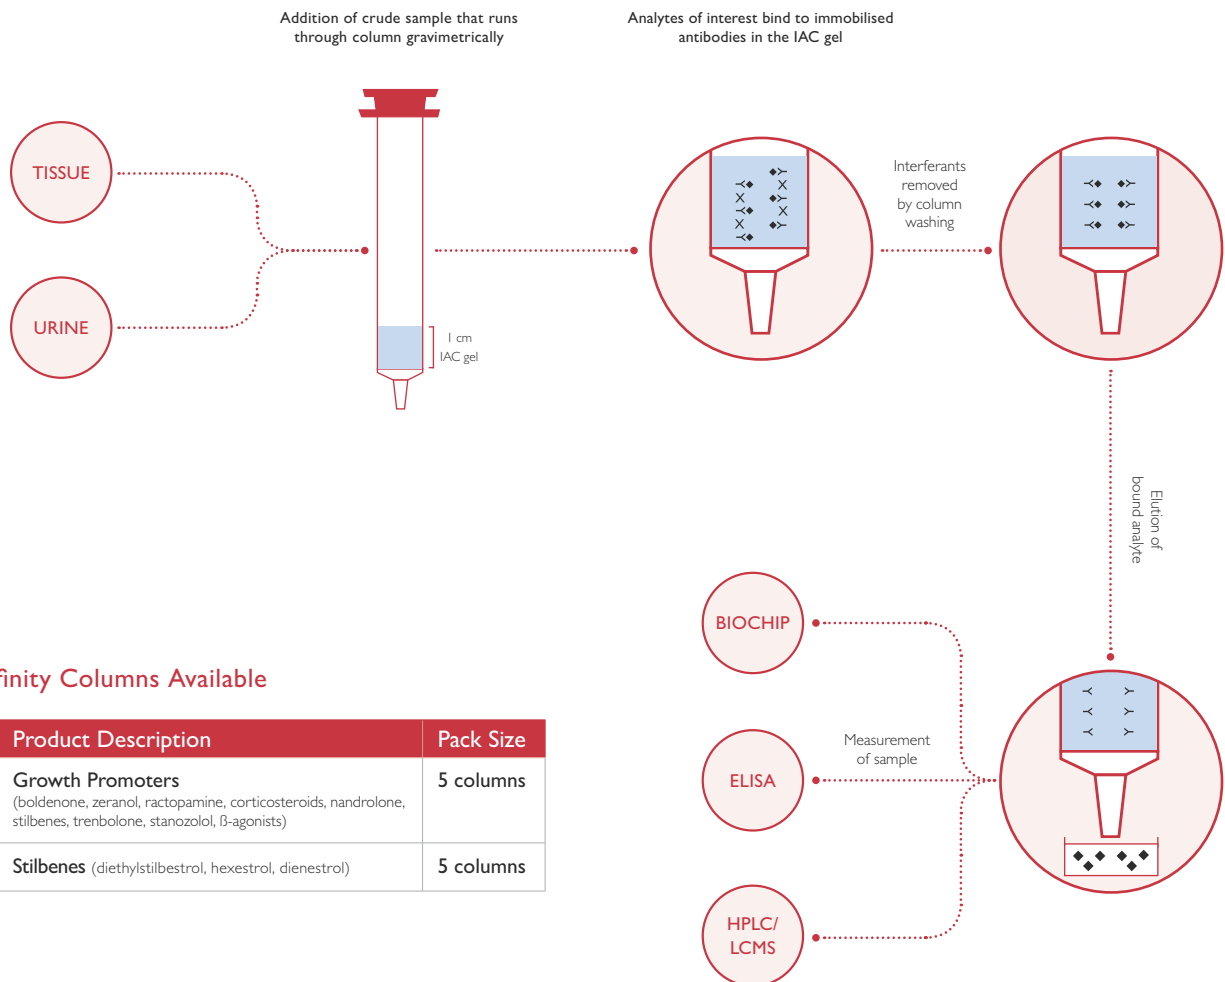 Addition of crude sample that runs
through column gravimetrically
Analytes of interest bind to immobilised
antibodies in the IAC gel
TISSUE
URINE
1 cm
IAC gel
Interferants
removed
by column
washing
Elution of
bound analyte
BIOCHIP
ELISA
HPLC/
LCMS
Measurement
of sample
finity Columns Available
Product Description
Pack Size
Growth Promoters
5 columns
(boldenone, zeranol, ractopamine, corticosteroids, nandrolone,
stilbenes, trenbolone, stanozolol, ß-agonists)
Stilbenes (diethylstilbestrol, hexestrol, dienestrol)
5 columns